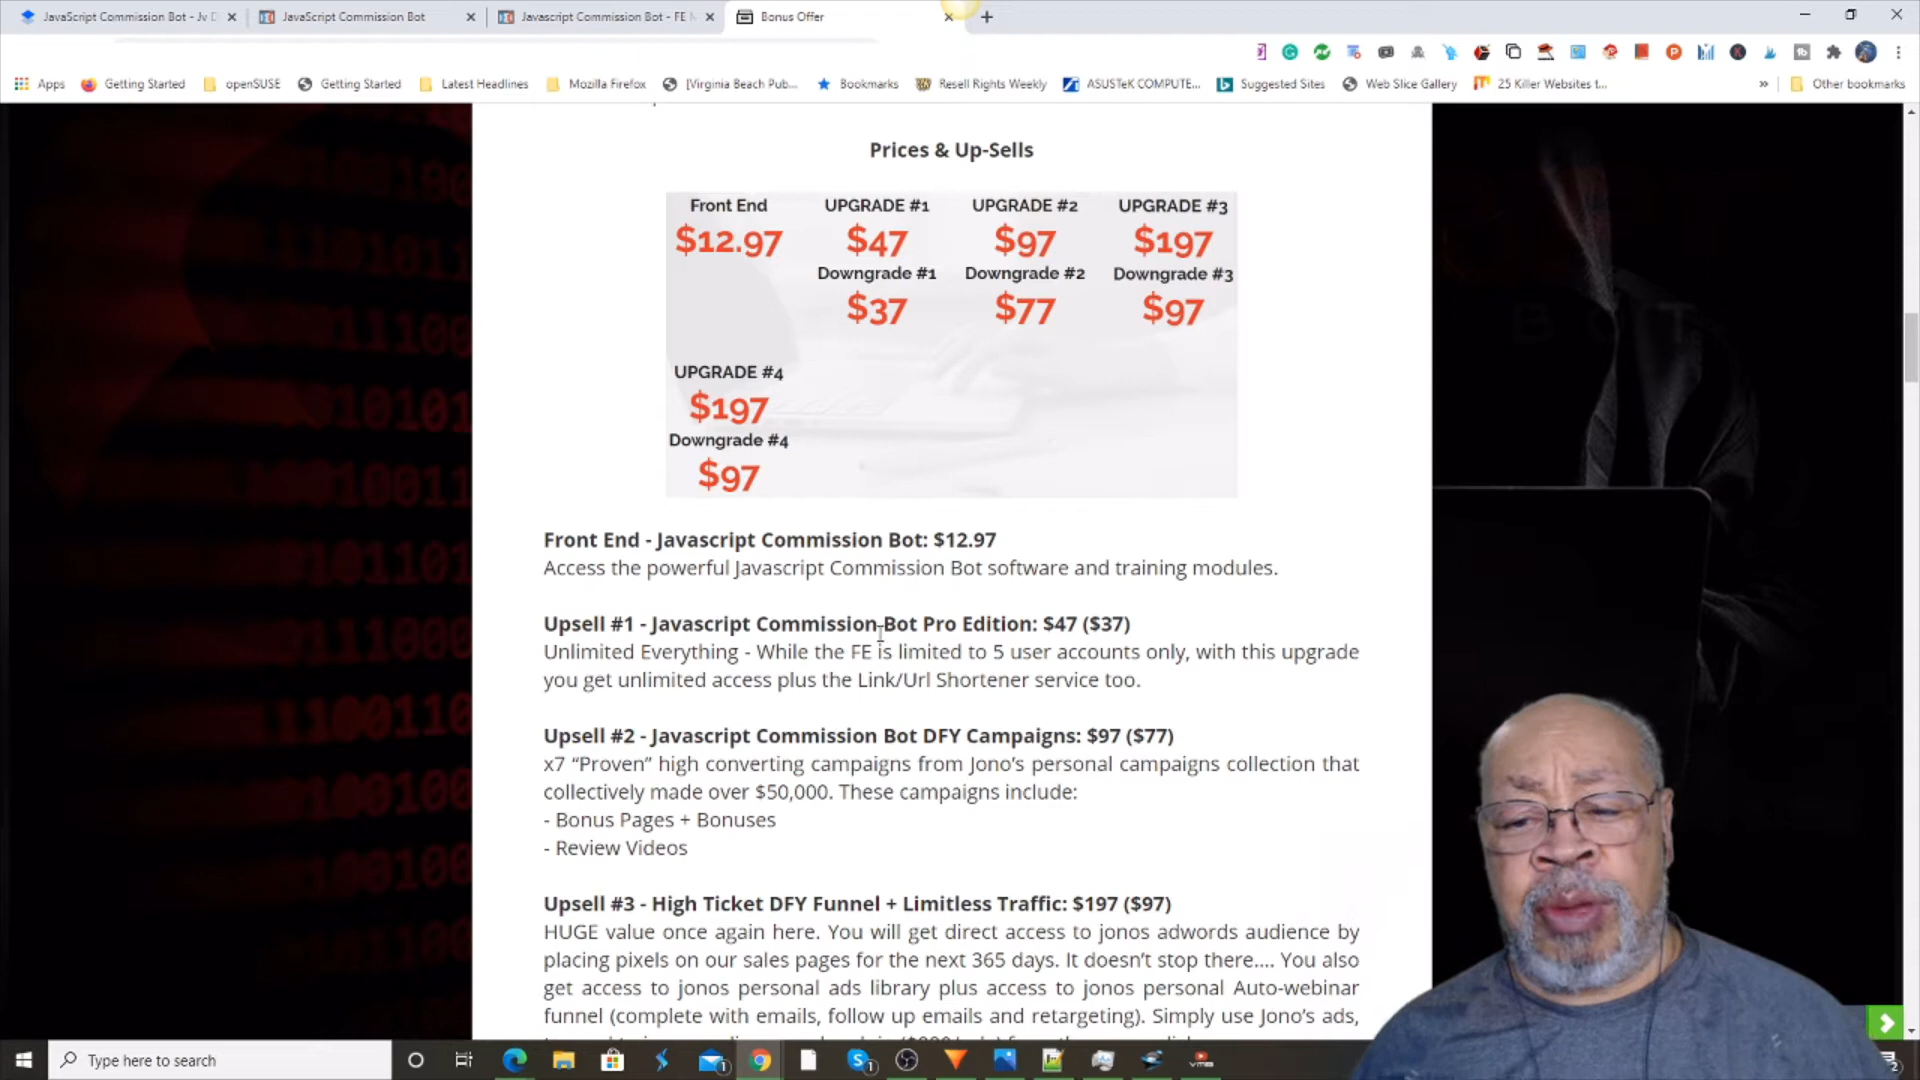 JavaScript Commission Bot - Jv D
JavaScript Commission Bot
Javascript Commission Bot - FE M
Bonus Offer
Apps
Getting Started
openSUSE
Getting Started
Latest Headlines
Mozilla Firefox
[Virginia Beach Pub...
Bookmarks
Resell Rights Weekly
ASUSTeK COMPUTE...
Suggested Sites
Web Slice Gallery
25 Killer Websites t...
Other bookmarks
Prices & Up-Sells
Front End UPGRADE #1 UPGRADE #2 UPGRADE #3
$12.97 $47 $97 $197
Downgrade #1 Downgrade #2 Downgrade #3
$37 $77 $97
UPGRADE #4
$197
Downgrade #4
$97
Front End - Javascript Commission Bot: $12.97
Access the powerful Javascript Commission Bot software and training modules.
Upsell #1 - Javascript Commission Bot Pro Edition: $47 ($37)
Unlimited Everything - While the FE is limited to 5 user accounts only, with this upgrade
you get unlimited access plus the Link/Url Shortener service too.
Upsell #2 - Javascript Commission Bot DFY Campaigns: $97 ($77)
x7 “Proven” high converting campaigns from Jono’s personal campaigns collection that
collectively made over $50,000. These campaigns include:
- Bonus Pages + Bonuses
- Review Videos
Upsell #3 - High Ticket DFY Funnel + Limitless Traffic: $197 ($97)
HUGE value once again here. You will get direct access to jonos adwords audience by
placing pixels on our sales pages for the next 365 days. It doesn’t stop there.... You also
get access to jonos personal ads library plus access to jonos personal Auto-webinar
funnel (complete with emails, follow up emails and retargeting). Simply use Jono’s ads,
Type here to search